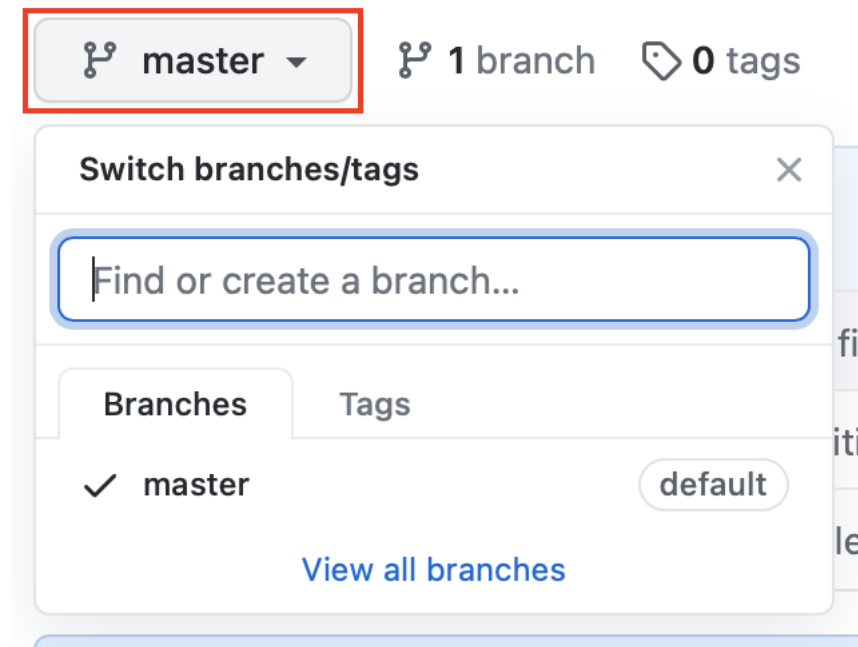 master 1 branch 0 tags
Switch branches/tags
Find or create a branch...
Branches Tags
master default
View all branches